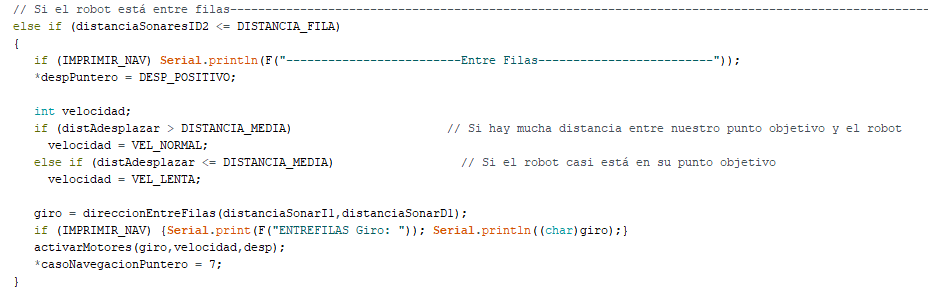 // Si el robot está entre filas---------------------------------------------------------------------------------------------------
else if (distanciaSonaresID2 <= DISTANCIA_FILA)
{
if (IMPRIMIR_NAV) Serial.println(F("-------------------------Entre Filas-------------------------"));
*despPuntero = DESP_POSITIVO;
int velocidad;
if (distAdesplazar > DISTANCIA_MEDIA) // Si hay mucha distancia entre nuestro punto objetivo y el robot
velocidad = VEL_NORMAL;
else if (distAdesplazar <= DISTANCIA_MEDIA) // Si el robot casi está en su punto objetivo
velocidad = VEL_LENTA;
giro = direccionEntreFilas(distanciaSonarI1,distanciaSonarD1);
if (IMPRIMIR_NAV) {Serial.print(F("ENTREFILAS Giro: ")); Serial.println((char)giro);}
activarMotores(giro,velocidad,desp);
*casoNavegacionPuntero = 7;
}